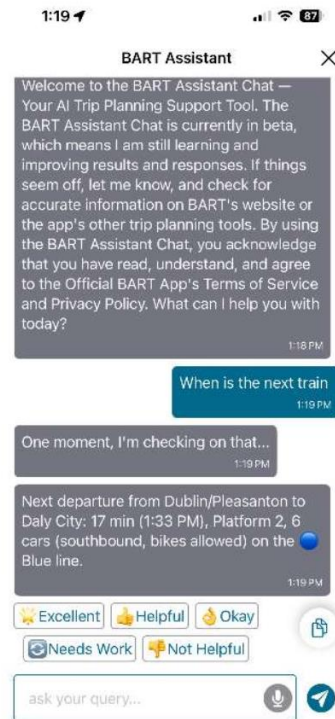 1:19
87
BART Assistant
Welcome to the BART Assistant Chat —
Your AI Trip Planning Support Tool. The
BART Assistant Chat is currently in beta,
which means I am still learning and
improving results and responses. If things
seem off, let me know, and check for
accurate information on BART's website or
the app's other trip planning tools. By using
the BART Assistant Chat, you acknowledge
that you have read, understand, and agree
to the Official BART App's Terms of Service
and Privacy Policy. What can I help you with
today?
1:18 PM
When is the next train
1:19 PM
One moment, I'm checking on that...
1:19 PM
Next departure from Dublin/Pleasanton to
Daly City: 17 min (1:33 PM), Platform 2, 6
cars (southbound, bikes allowed) on the 🔵
Blue line.
1:19 PM
Excellent
Helpful
Okay
Needs Work
Not Helpful
ask your query...